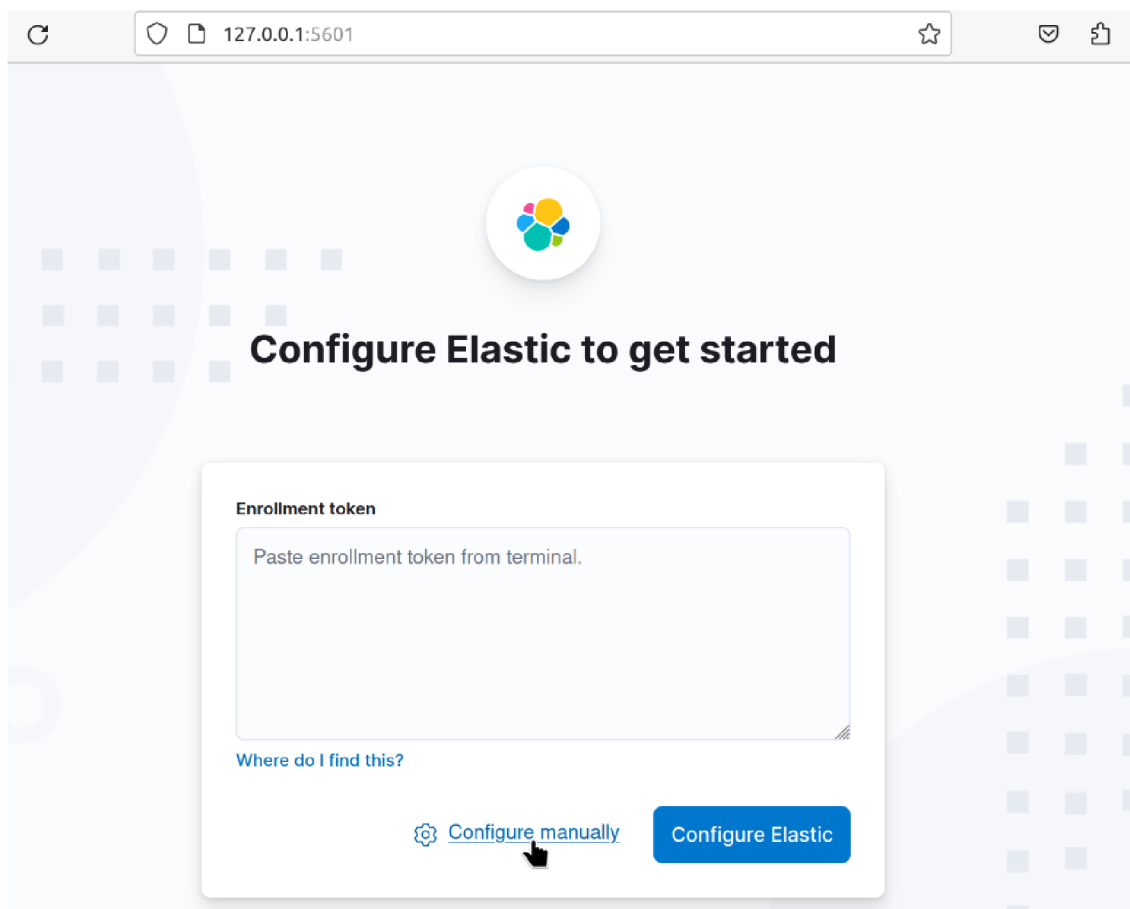 127.0.0.1:5601
Configure Elastic to get started
Enrollment token
Paste enrollment token from terminal.
Where do I find this?
Configure manually
Configure Elastic